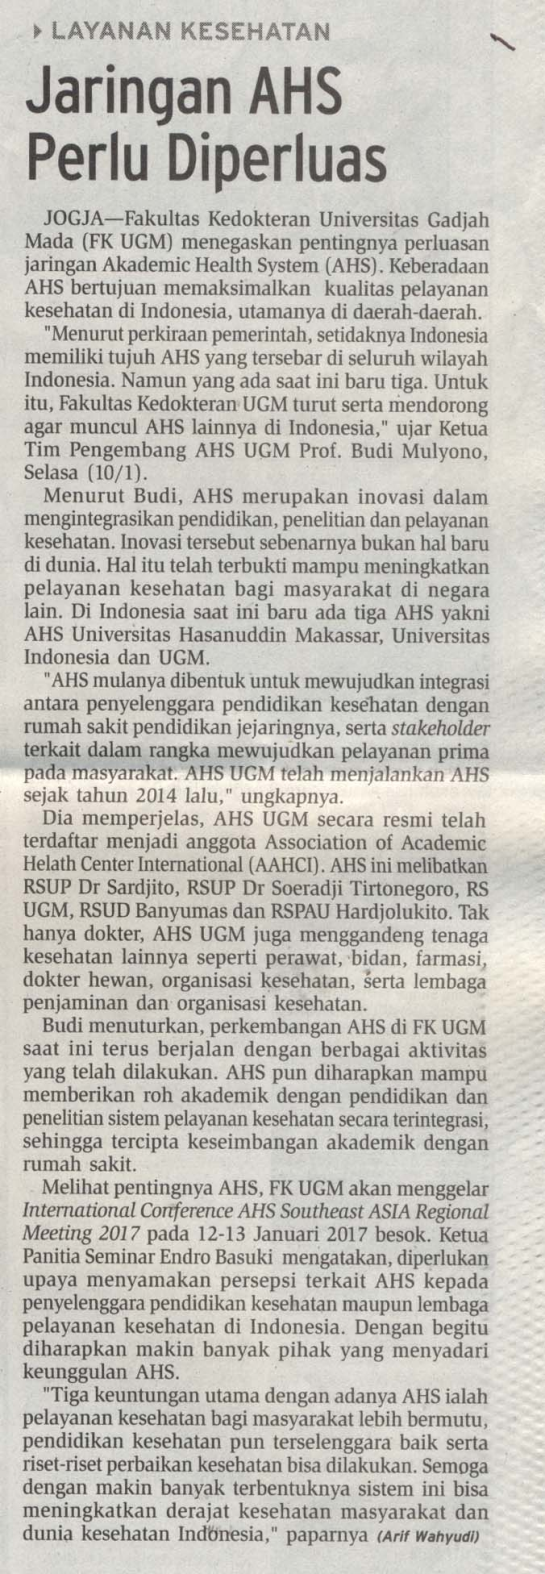 LAYANAN KESEHATAN
Jaringan AHS
Perlu Diperluas
JOGJA—Fakultas Kedokteran Universitas Gadjah
Mada (FK UGM) menegaskan pentingnya perluasan
jaringan Akademic Health System (AHS). Keberadaan
AHS bertujuan memaksimalkan kualitas pelayanan
kesehatan di Indonesia, utamanya di daerah-daerah.
"Menurut perkiraan pemerintah, setidaknya Indonesia
memiliki tujuh AHS yang tersebar di seluruh wilayah
Indonesia. Namun yang ada saat ini baru tiga. Untuk
itu, Fakultas Kedokteran UGM turut serta mendorong
agar muncul AHS lainnya di Indonesia," ujar Ketua
Tim Pengembang AHS UGM Prof. Budi Mulyono,
Selasa (10/1).
Menurut Budi, AHS merupakan inovasi dalam
mengintegrasikan pendidikan, penelitian dan pelayanan
kesehatan. Inovasi tersebut sebenarnya bukan hal baru
di dunia. Hal itu telah terbukti mampu meningkatkan
pelayanan kesehatan bagi masyarakat di negara
lain. Di Indonesia saat ini baru ada tiga AHS yakni
AHS Universitas Hasanuddin Makassar, Universitas
Indonesia dan UGM.
"AHS mulanya dibentuk untuk mewujudkan integrasi
antara penyelenggara pendidikan kesehatan dengan
rumah sakit pendidikan jejaringnya, serta stakeholder
terkait dalam rangka mewujudkan pelayanan prima
pada masyarakat. AHS UGM telah menjalankan AHS
sejak tahun 2014 lalu," ungkapnya.
Dia memperjelas, AHS UGM secara resmi telah
terdaftar menjadi anggota Association of Academic
Helath Center International (AAHCI). AHS ini melibatkan
RSUP Dr Sardjito, RSUP Dr Soeradji Tirtonegoro, RS
UGM, RSUD Banyumas dan RSPAU Hardjolukito. Tak
hanya dokter, AHS UGM juga menggandeng tenaga
kesehatan lainnya seperti perawat, bidan, farmasi,
dokter hewan, organisasi kesehatan, serta lembaga
penjaminan dan organisasi kesehatan.
Budi menuturkan, perkembangan AHS di FK UGM
saat ini terus berjalan dengan berbagai aktivitas
yang telah dilakukan. AHS pun diharapkan mampu
memberikan roh akademik dengan pendidikan dan
penelitian sistem pelayanan kesehatan secara terintegrasi,
sehingga tercipta keseimbangan akademik dengan
rumah sakit.
Melihat pentingnya AHS, FK UGM akan menggelar
International Conference AHS Southeast ASIA Regional
Meeting 2017 pada 12-13 Januari 2017 besok. Ketua
Panitia Seminar Endro Basuki mengatakan, diperlukan
upaya menyamakan persepsi terkait AHS kepada
penyelenggara pendidikan kesehatan maupun lembaga
pelayanan kesehatan di Indonesia. Dengan begitu
diharapkan makin banyak pihak yang menyadari
keunggulan AHS.
"Tiga keuntungan utama dengan adanya AHS ialah
pelayanan kesehatan bagi masyarakat lebih bermutu,
pendidikan kesehatan pun terselenggara baik serta
riset-riset perbaikan kesehatan bisa dilakukan. Semoga
dengan makin banyak terbentuknya sistem ini bisa
meningkatkan derajat kesehatan masyarakat dan
dunia kesehatan Indonesia," paparnya (Arif Wahyudi)